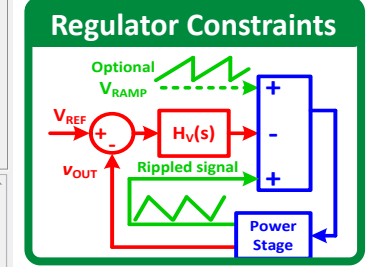 Regulator Constraints
Optional
VRAMP
VREF
+
-
HV(s)
+
-
+
vOUT
Rippled signal
Power
Stage